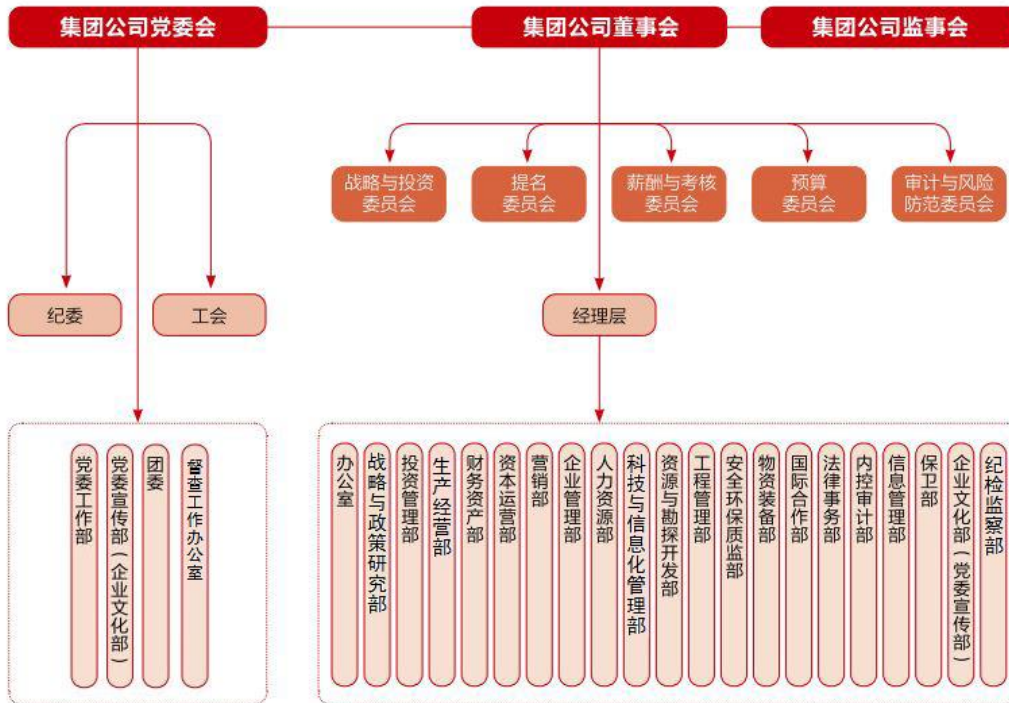 集团公司党委会
集团公司董事会
集团公司监事会
战略与投资
委员会
提名
委员会
薪酬与考核
委员会
预算
委员会
审计与风险
防范委员会
纪委
工会
经理层
党委工作部
党委宣传部(企业文化部)
团委
督查工作办公室
办公室
战略与政策研究部
投资管理部
生产经营部
财务资产部
资本运营部
营销部
企业管理部
人力资源部
科技与信息化管理部
资源与勘探开发部
工程管理部
安全环保质监部
物资装备部
国际合作部
法律事务部
内控审计部
信息管理部
保卫部
企业文化部(党委宣传部)
纪检监察部